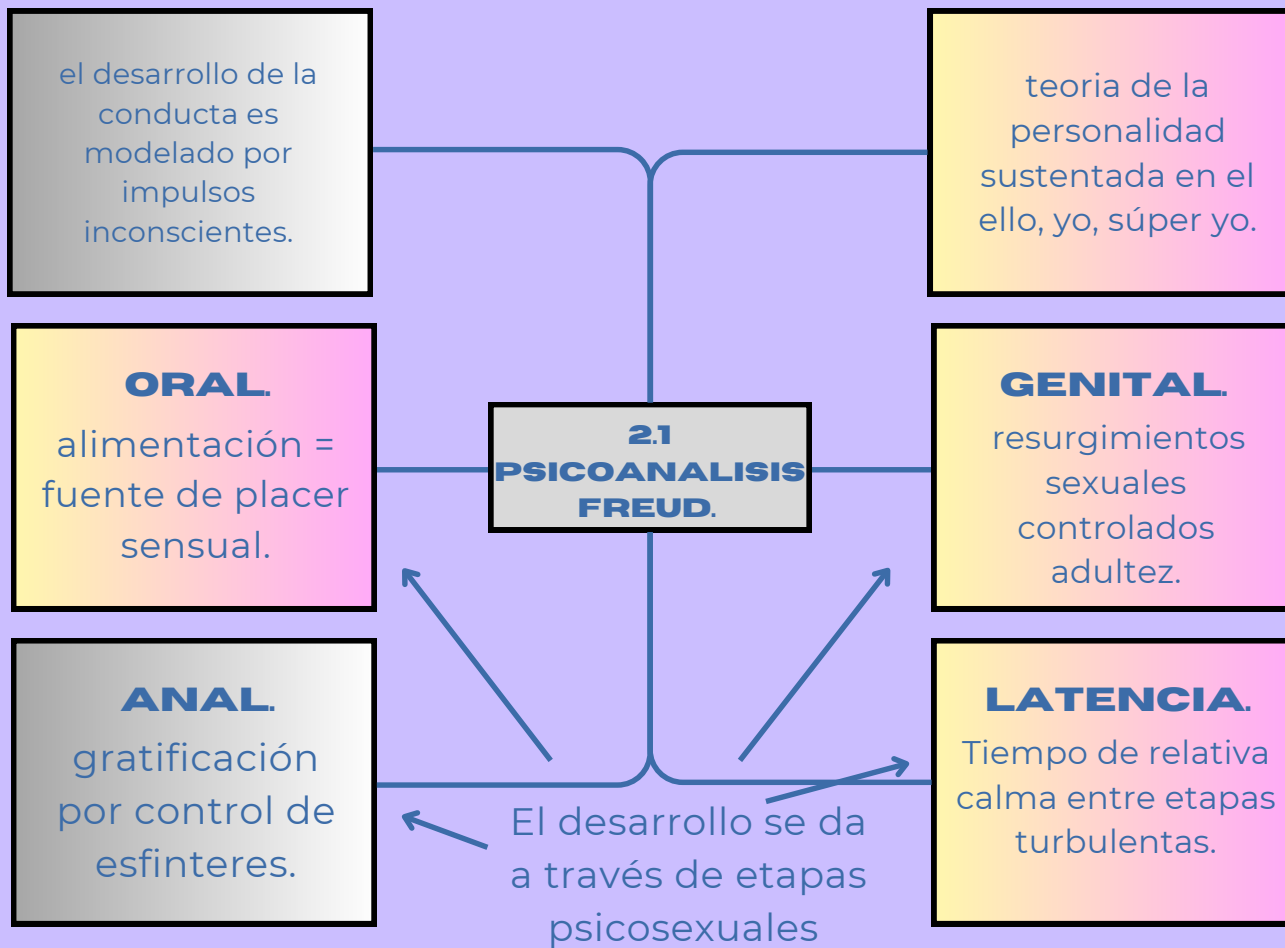 el desarrollo de la
conducta es
modelado por
impulsos
inconscientes.
teoria de la
personalidad
sustentada en el
ello, yo, súper yo.
ORAL.
alimentación =
fuente de placer
sensual.
2.1
PSICOANALISIS
FREUD.
GENITAL.
resurgimientos
sexuales
controlados
adultez.
ANAL.
gratificación
por control de
esfinteres.
El desarrollo se da
a través de etapas
psicosexuales
LATENCIA.
Tiempo de relativa
calma entre etapas
turbulentas.